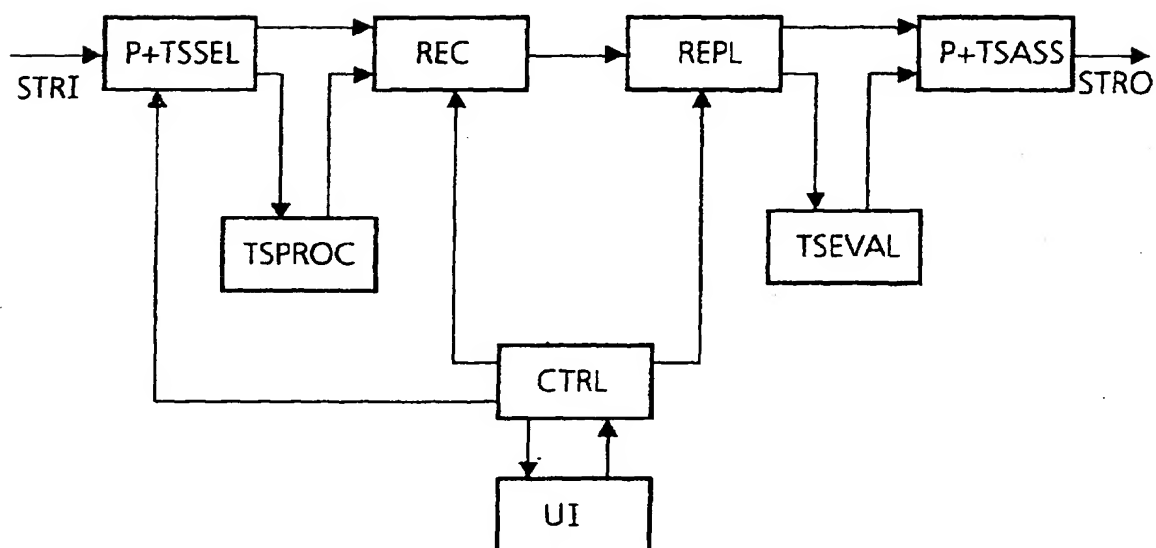 P+TSSEL
REC
REPL
P+TSASS
STRI
STRO
TSPROC
TSEVAL
CTRL
UI